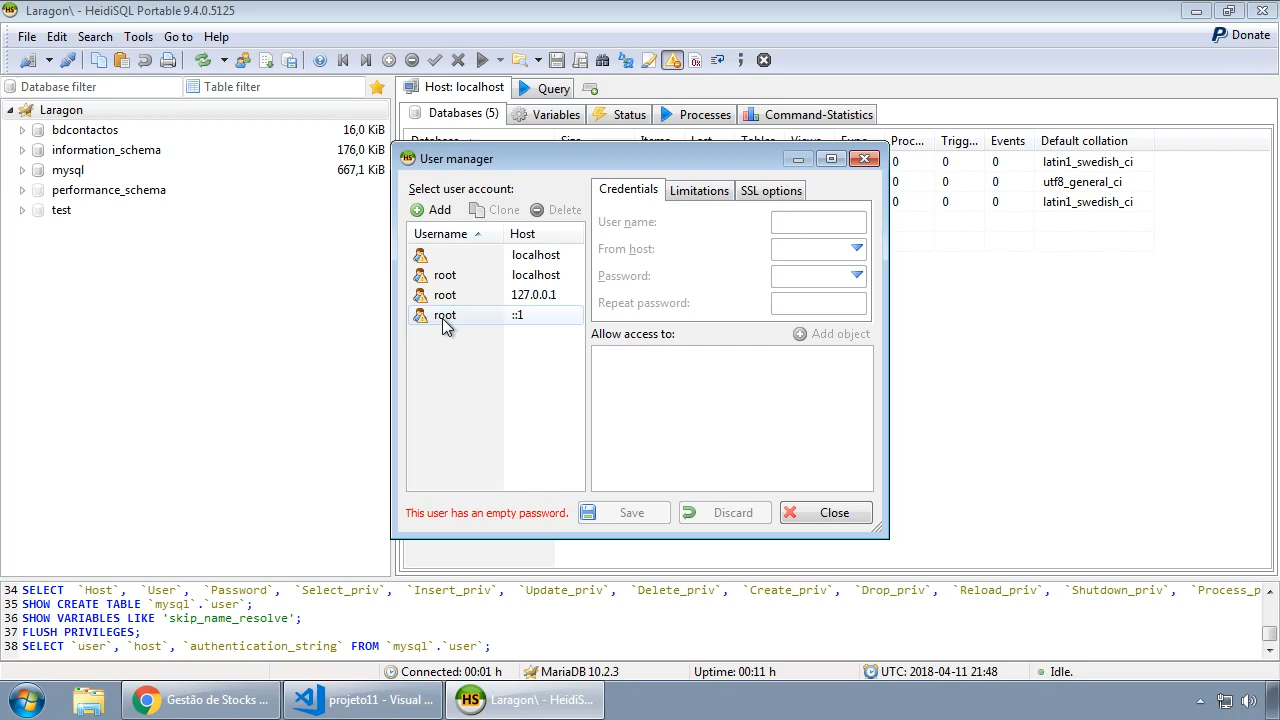 Laragon\ - HeidiSQL Portable 9.4.0.5125
File Edit Search Tools Go to Help
Donate
Database filter Table filter Host: localhost Query
Laragon Databases (5) Variables Status Processes Command-Statistics
bdcontactos 16,0 KiB
information_schema 176,0 KiB
mysql 667,1 KiB
performance_schema
test
Proc... Trigg... Events Default collation
0 0 0 latin1_swedish_ci
0 0 0 utf8_general_ci
0 0 0 latin1_swedish_ci
User manager
Select user account:
Add Clone Delete
Username Host
localhost
root localhost
root 127.0.0.1
root ::1
Credentials Limitations SSL options
User name:
From host:
Password:
Repeat password:
Allow access to: Add object
This user has an empty password. Save Discard Close
34 SELECT `Host`, `User`, `Password`, `Select_priv`, `Insert_priv`, `Update_priv`, `Delete_priv`, `Create_priv`, `Drop_priv`, `Reload_priv`, `Shutdown_priv`, `Process_p
35 SHOW CREATE TABLE `mysql`.`user`;
36 SHOW VARIABLES LIKE 'skip_name_resolve';
37 FLUSH PRIVILEGES;
38 SELECT `user`, `host`, `authentication_string` FROM `mysql`.`user`;
Connected: 00:01 h MariaDB 10.2.3 Uptime: 00:11 h UTC: 2018-04-11 21:48 Idle.
Gestão de Stocks ... projeto11 - Visual ... Laragon\ - HeidiS...